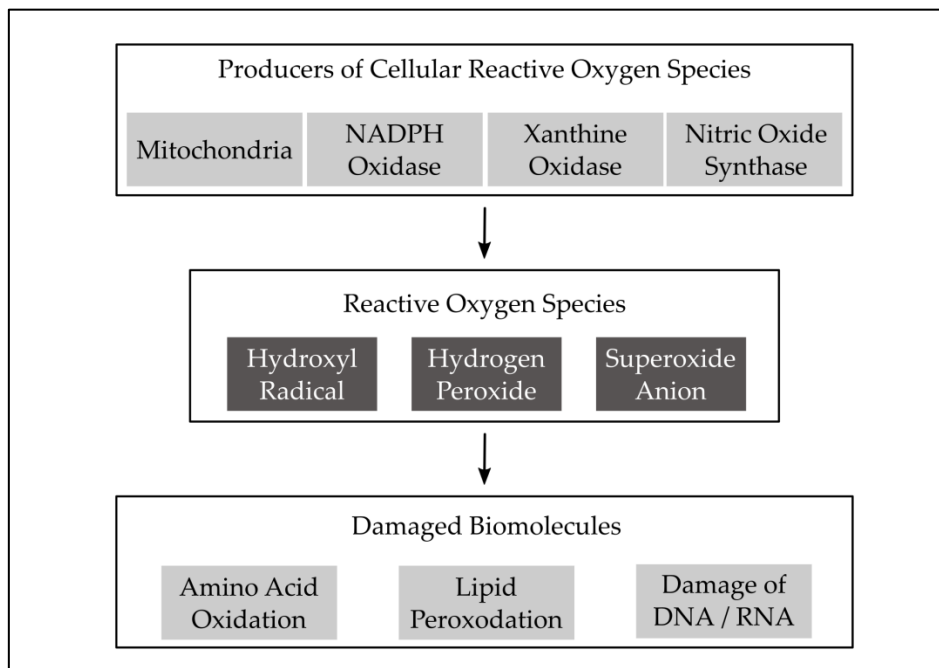 Producers of Cellular Reactive Oxygen Species
Mitochondria
NADPH
Oxidase
Xanthine
Oxidase
Nitric Oxide
Synthase
Reactive Oxygen Species
Hydroxyl
Radical
Hydrogen
Peroxide
Superoxide
Anion
Damaged Biomolecules
Amino Acid
Oxidation
Lipid
Peroxodation
Damage of
DNA / RNA